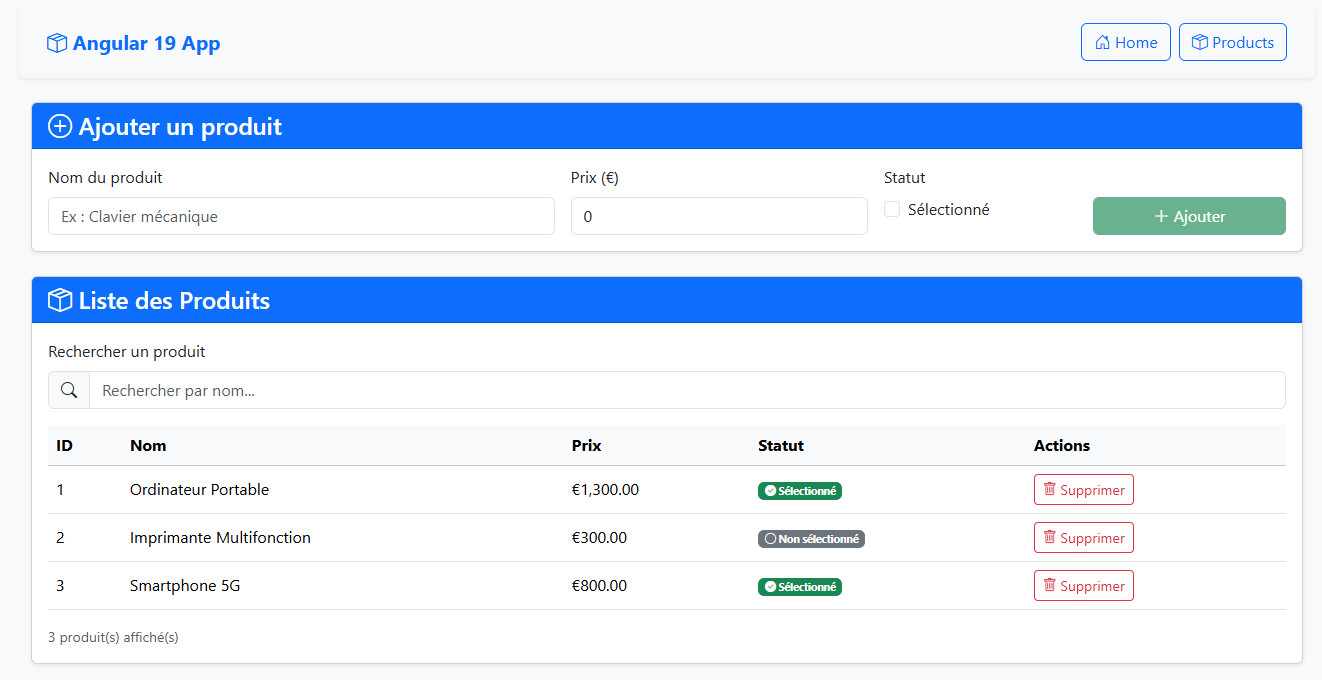 Angular 19 App Home Products
Ajouter un produit
Nom du produit Prix (€) Statut
Ex : Clavier mécanique 0 Sélectionné + Ajouter
Liste des Produits
Rechercher un produit
Rechercher par nom...
ID Nom Prix Statut Actions
1 Ordinateur Portable €1,300.00 Sélectionné Supprimer
2 Imprimante Multifonction €300.00 Non sélectionné Supprimer
3 Smartphone 5G €800.00 Sélectionné Supprimer
3 produit(s) affiché(s)